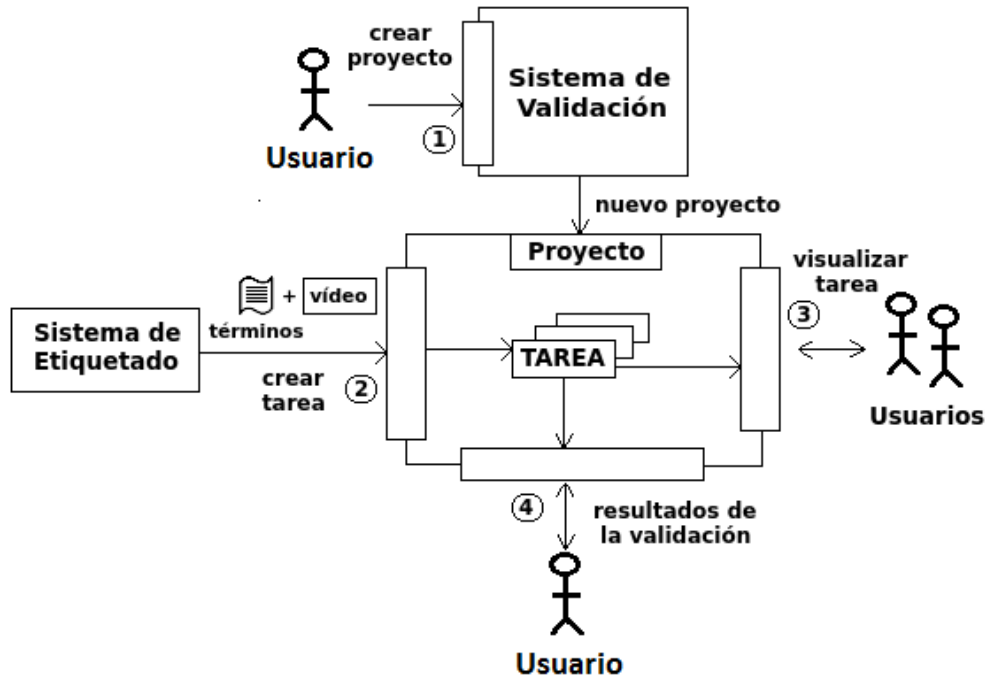 crear
proyecto
Sistema de
Validación
1
Usuario
nuevo proyecto
Proyecto
visualizar
tarea
3
+ vídeo
términos
Sistema de
Etiquetado
TAREA
crear
tarea
2
Usuarios
4
resultados de
la validación
Usuario